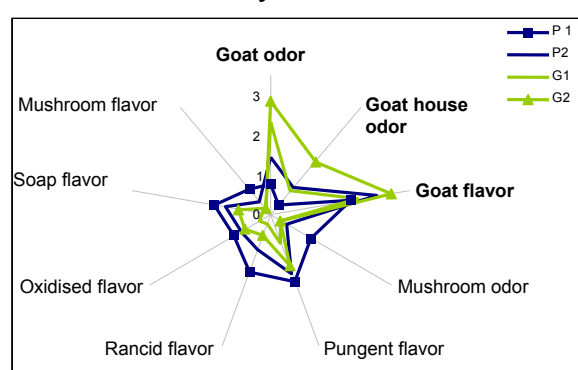 Goat odor
P 1
P2
G1
G2
Mushroom flavor
3
Goat house
odor
2
Soap flavor
1
Goat flavor
0
Oxidised flavor
Mushroom odor
Rancid flavor
Pungent flavor